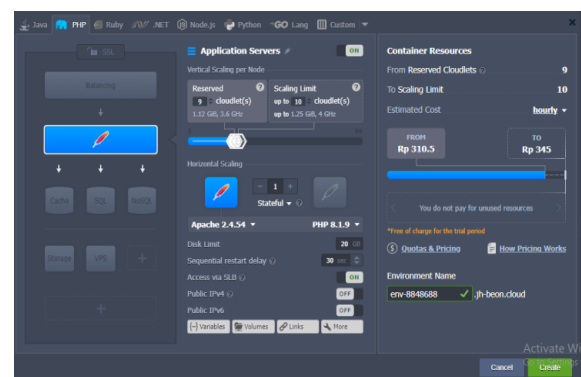 Java PHP Ruby .NET Node.js Python GO Lang Custom
SSL
Balancing
Cache SQL NoSQL
Storage VPS
Application Servers ON
Vertical Scaling per Node
Reserved ? Scaling Limit ?
9 cloudlet(s) up to 10 cloudlet(s)
1.12 GiB, 3.6 GHz up to 1.25 GiB, 4 GHz
Horizontal Scaling
- 1 +
Stateful
Apache 2.4.54 PHP 8.1.9
Disk Limit 20 GB
Sequential restart delay 30 sec
Access via SLB ON
Public IPv4 OFF
Public IPv6 OFF
Variables Volumes Links More
Container Resources
From Reserved Cloudlets 9
To Scaling Limit 10
Estimated Cost hourly
FROM TO
Rp 310.5 Rp 345
You do not pay for unused resources
*Free of charge for the trial period
$ Quotas & Pricing How Pricing Works
Environment Name
env-8848688 .jh-beon.cloud
Activate Wi
Go to Settings
Cancel Create